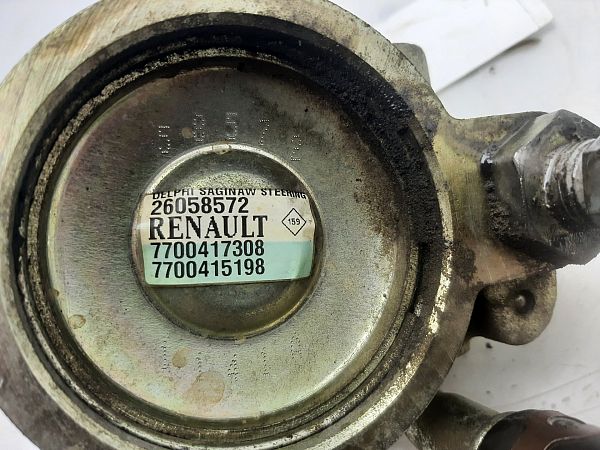 DELPHI SAGINAW STEERING
26058572
RENAULT
159
7700417308
7700415198